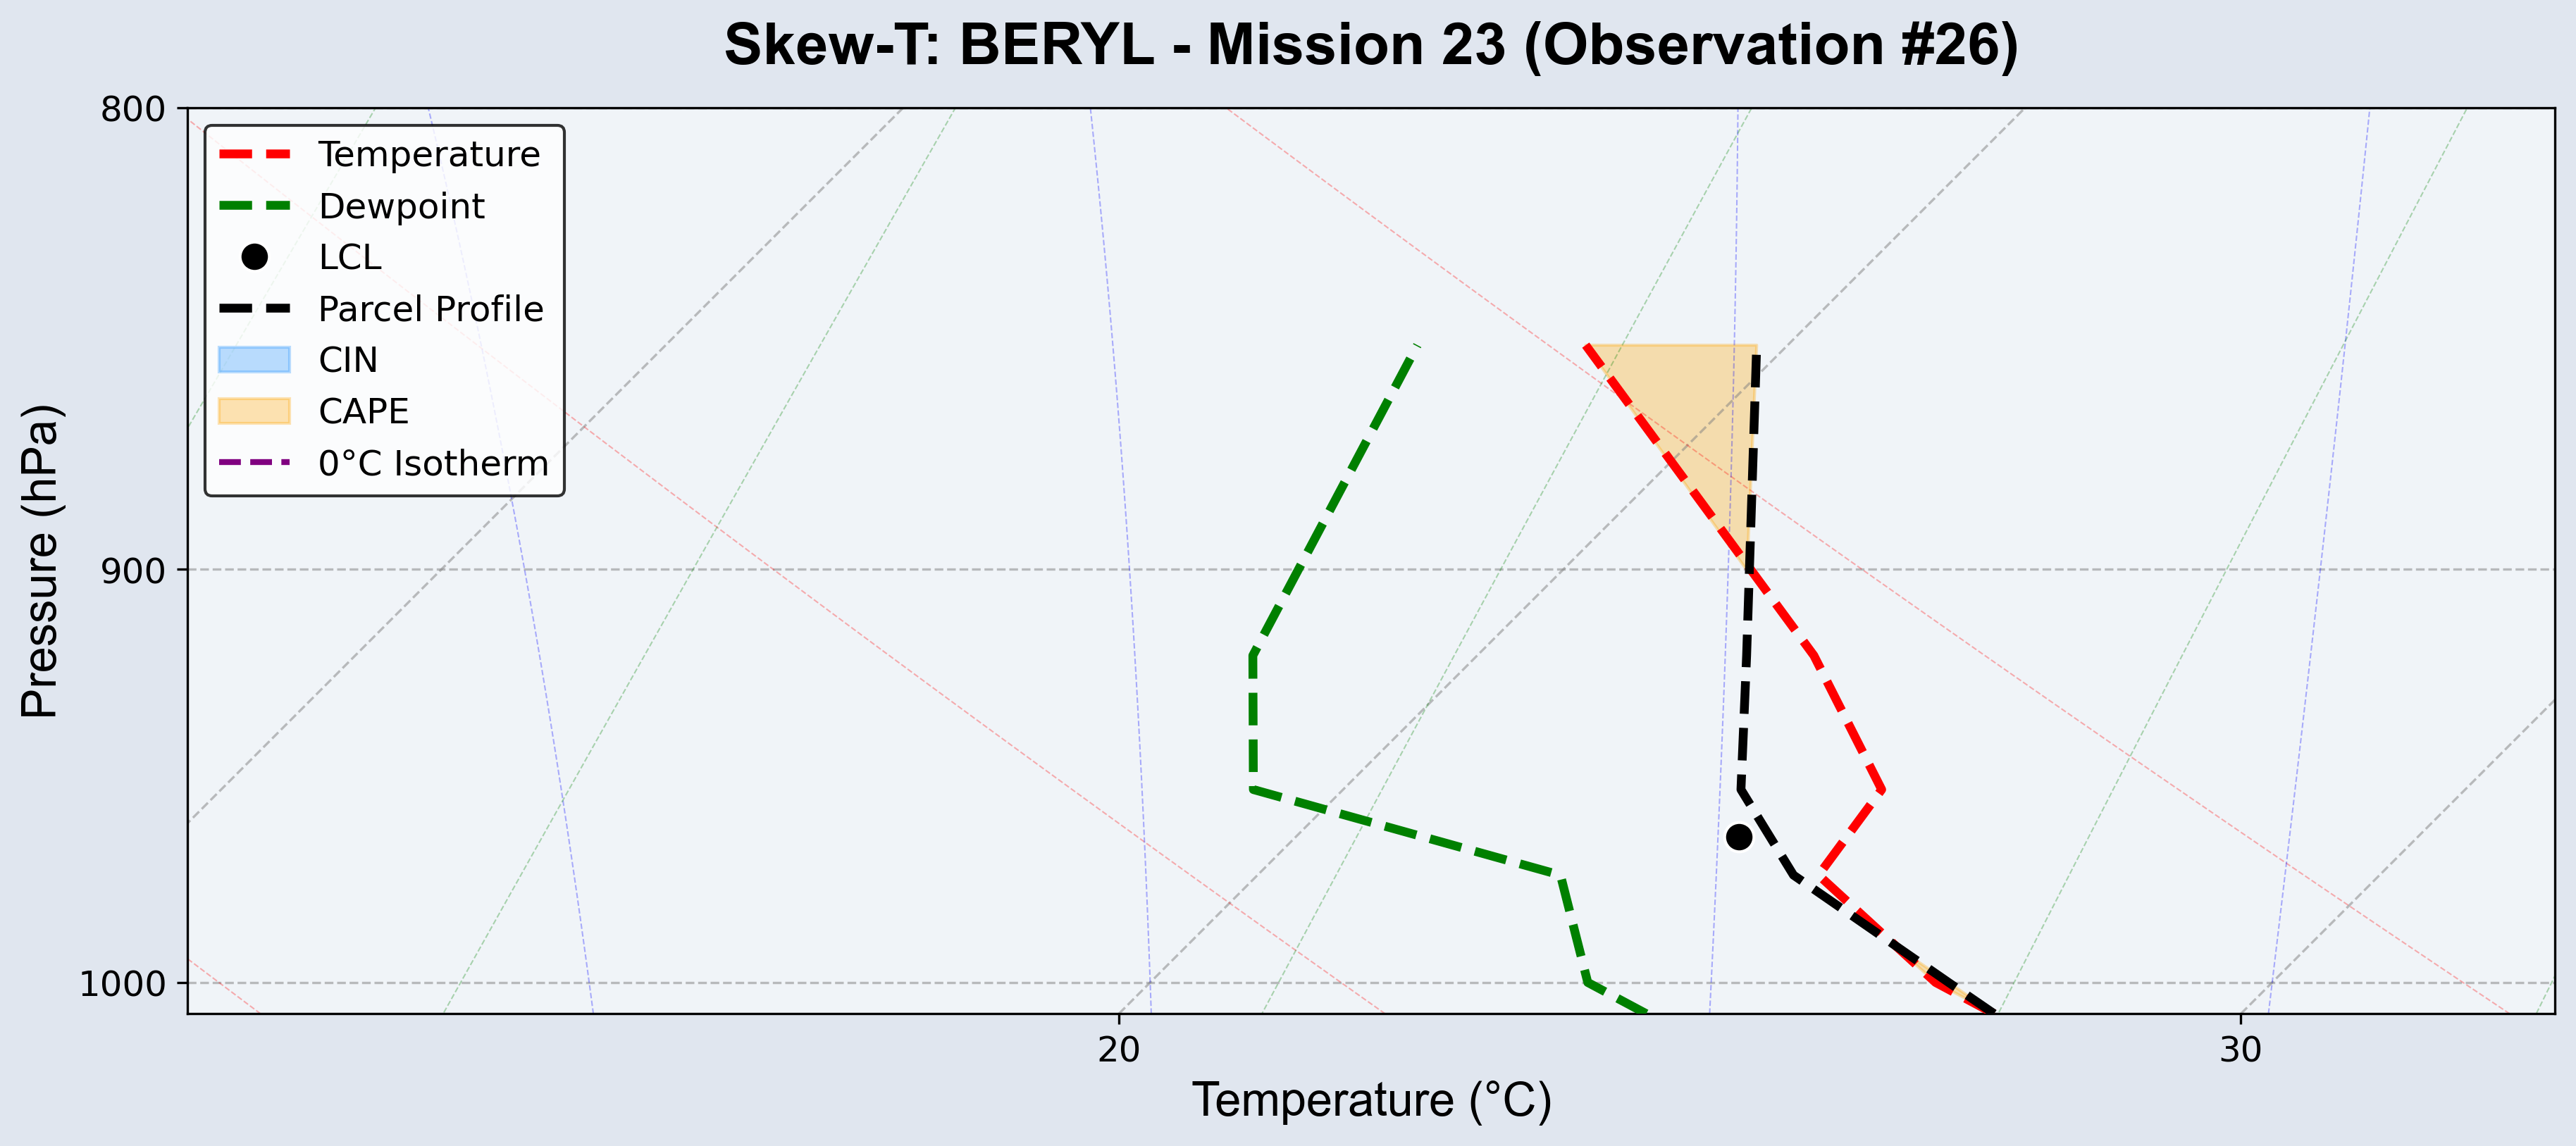 Skew-T: BERYL - Mission 23 (Observation #26)
800
900
1000
Pressure (hPa)
Temperature
Dewpoint
LCL
Parcel Profile
CIN
CAPE
0°C Isotherm
20
30
Temperature (°C)